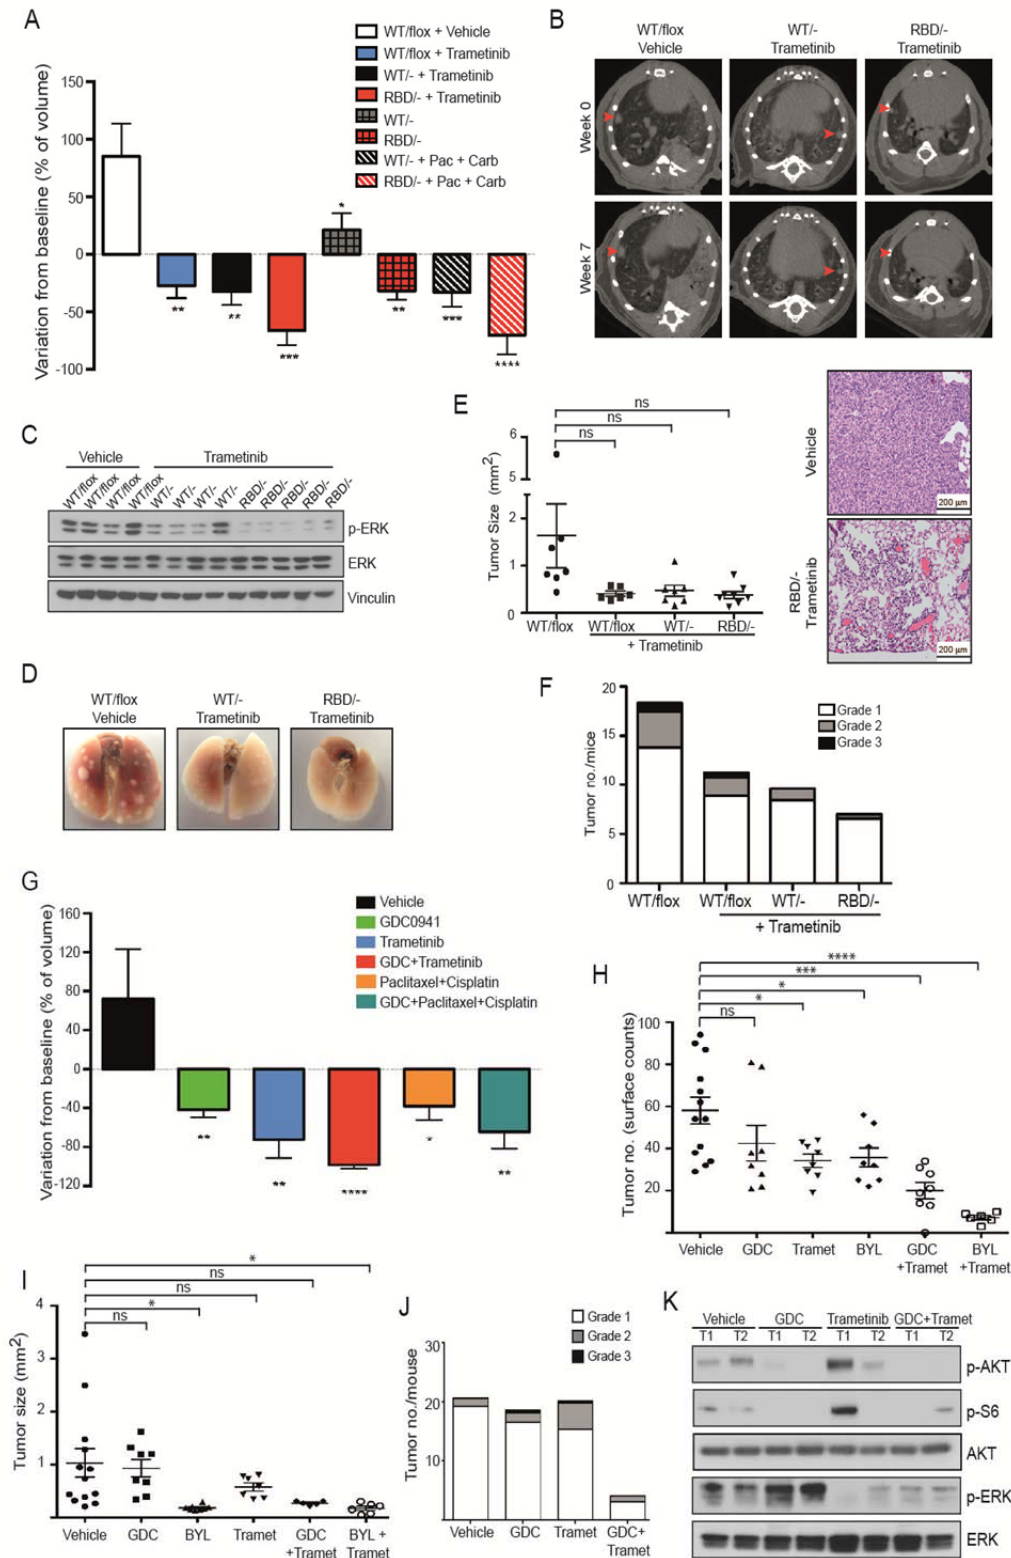 A
WT/flox + Vehicle
WT/flox + Trametinib
WT/- + Trametinib
RBD/- + Trametinib
WT/-
RBD/-
WT/- + Pac + Carb
RBD/- + Pac + Carb
Variation from baseline (% of volume)
150
100
50
0
-50
-100
**
**
***
*
**
***
****
B
WT/flox
Vehicle
WT/-
Trametinib
RBD/-
Trametinib
Week 0
Week 7
C
Vehicle
Trametinib
WT/flox
WT/flox
WT/flox
WT/flox
WT/-
WT/-
WT/-
WT/-
RBD/-
RBD/-
RBD/-
RBD/-
RBD/-
p-ERK
ERK
Vinculin
D
WT/flox
Vehicle
WT/-
Trametinib
RBD/-
Trametinib
E
ns
ns
ns
Tumor Size (mm²)
6
5
2
1
0
WT/flox
WT/flox
WT/-
RBD/-
+ Trametinib
Vehicle
200 µm
RBD/-
Trametinib
200 µm
F
Grade 1
Grade 2
Grade 3
Tumor no./mice
20
15
10
5
0
WT/flox
WT/flox
WT/-
RBD/-
+ Trametinib
G
Vehicle
GDC0941
Trametinib
GDC+Trametinib
Paclitaxel+Cisplatin
GDC+Paclitaxel+Cisplatin
Variation from baseline (% of volume)
160
120
80
40
0
-40
-80
-120
**
**
****
*
**
H
****
***
*
*
ns
Tumor no. (surface counts)
100
80
60
40
20
Vehicle
GDC
Tramet
BYL
GDC
+Tramet
BYL
+Tramet
I
*
ns
ns
*
ns
Tumor size (mm²)
4
3
2
1
Vehicle
GDC
BYL
Tramet
GDC
+Tramet
BYL +
Tramet
J
Grade 1
Grade 2
Grade 3
Tumor no./mouse
30
20
10
Vehicle
GDC
Tramet
GDC+
Tramet
K
Vehicle
GDC
Trametinib
GDC+Tramet
T1
T2
T1
T2
T1
T2
T1
T2
p-AKT
p-S6
AKT
p-ERK
ERK